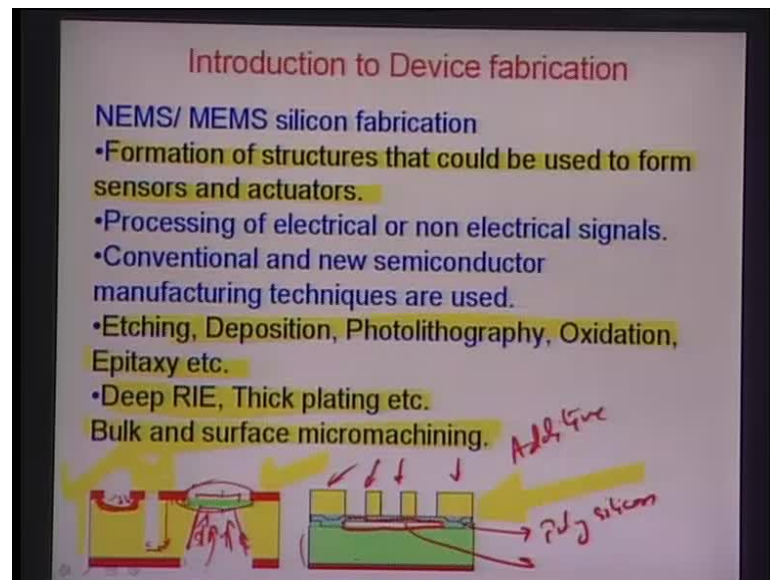 Introduction to Device fabrication
NEMS/ MEMS silicon fabrication
•Formation of structures that could be used to form
sensors and actuators.
•Processing of electrical or non electrical signals.
•Conventional and new semiconductor
manufacturing techniques are used.
•Etching, Deposition, Photolithography, Oxidation,
Epitaxy etc.
•Deep RIE, Thick plating etc.
Bulk and surface micromachining.
Additive
Poly silicon